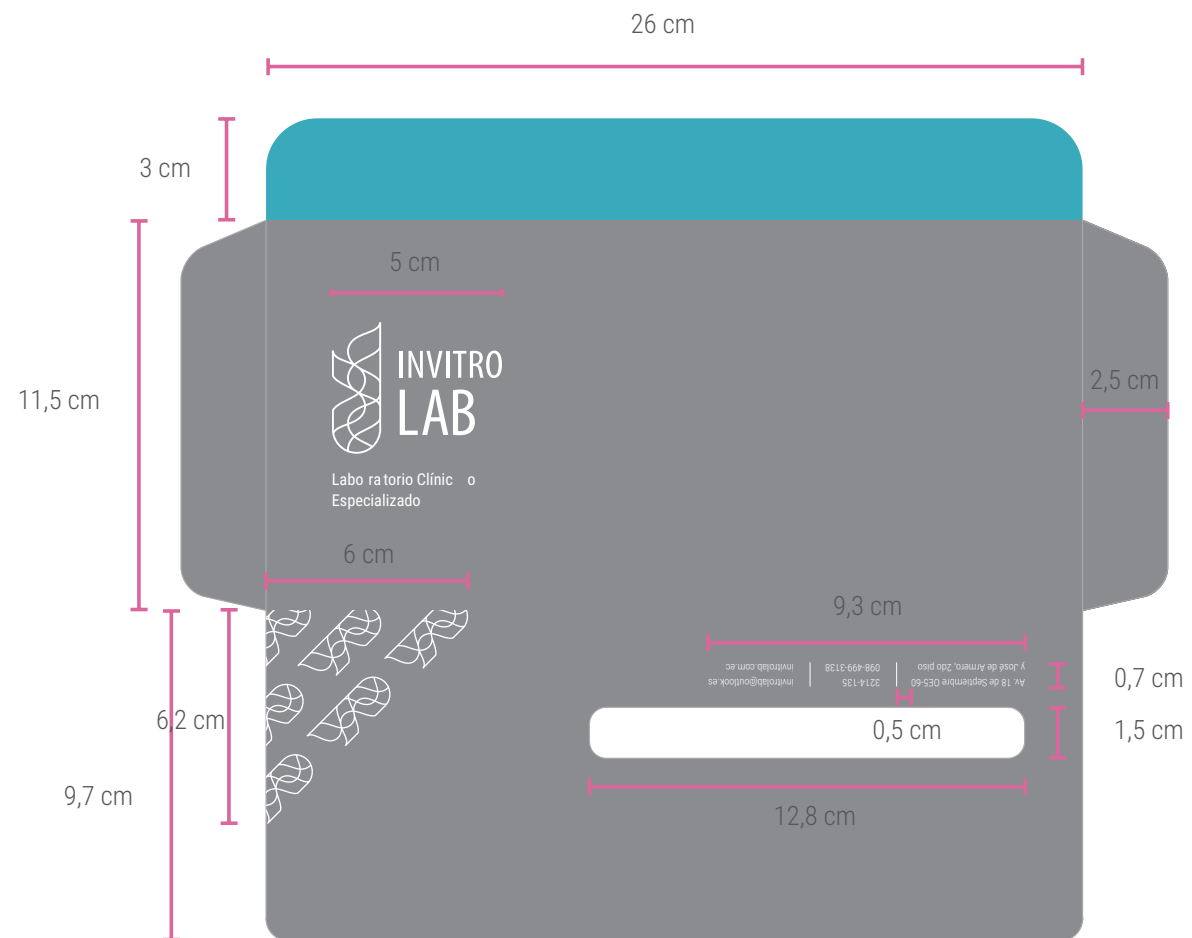 26 cm
3 cm
5 cm
INVITRO
LAB
2,5 cm
11,5 cm
Labo ra torio Clínic o
Especializado
6 cm
9,3 cm
Av. 18 de Septiembre OE5-60 | 3214-135 | invitrolab@outlook.es
y José de Armero, 2do piso | 098-499-3138 | invitrolab.com.ec
0,7 cm
6,2 cm
0,5 cm
1,5 cm
9,7 cm
12,8 cm